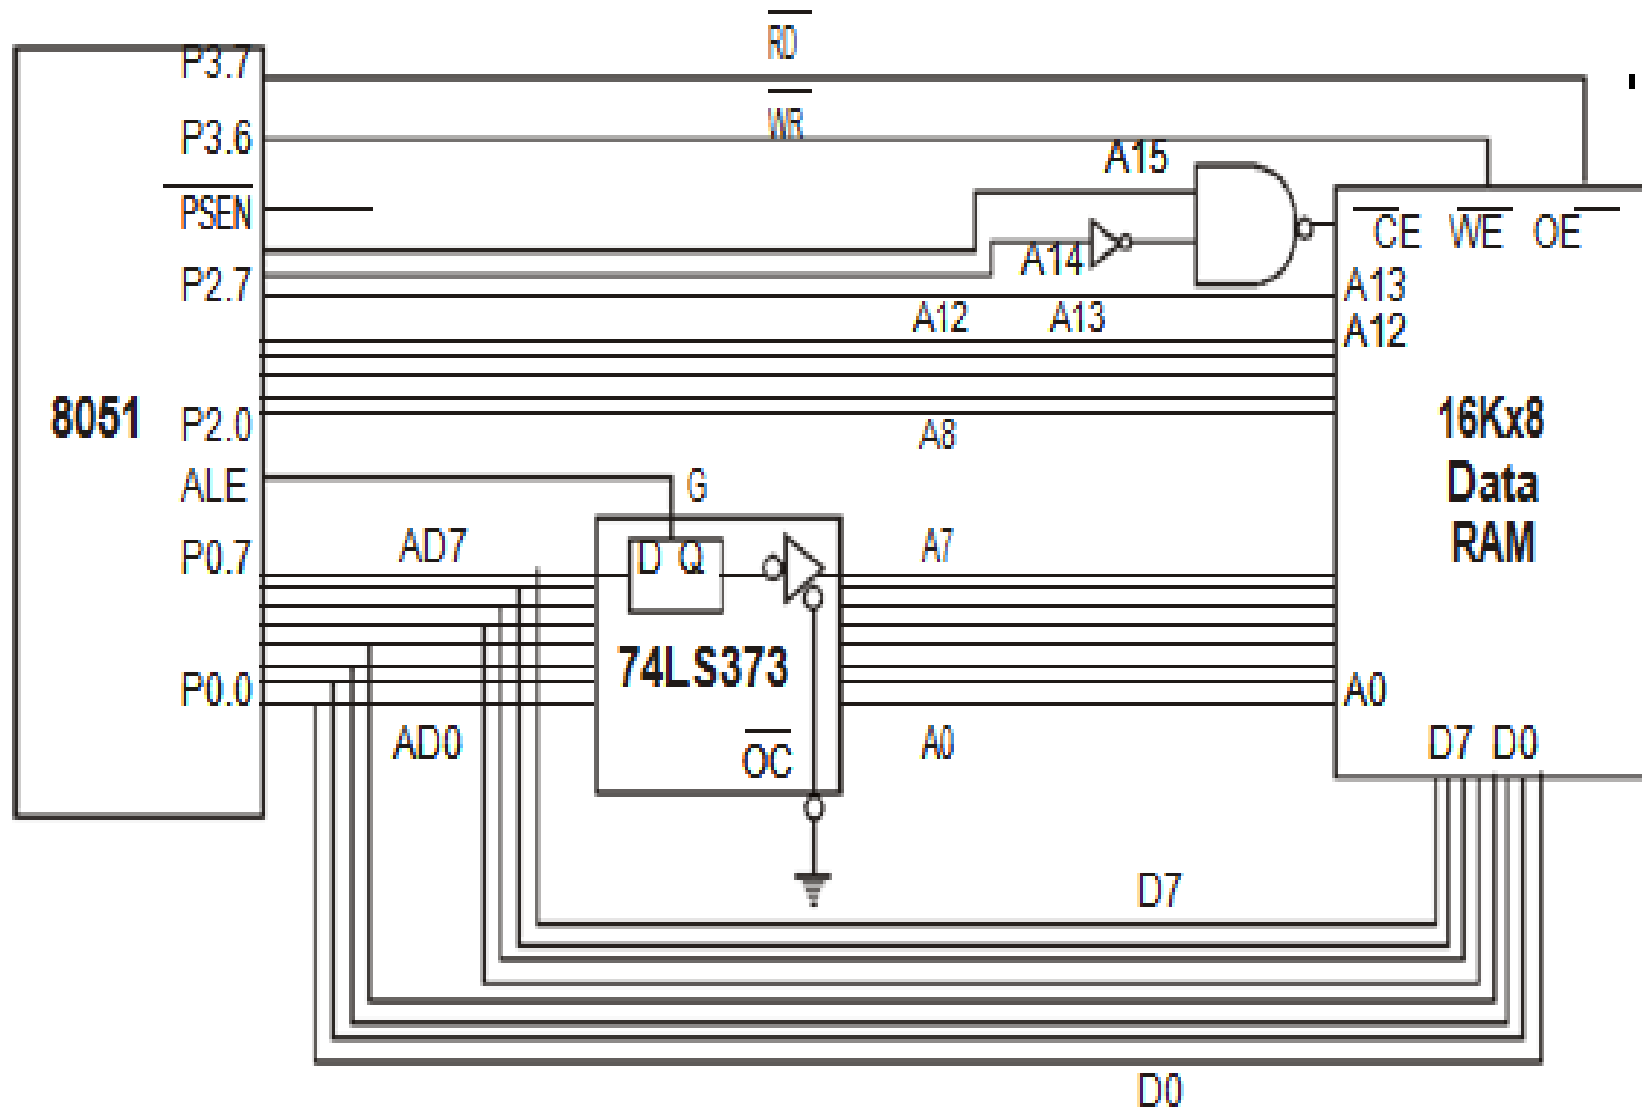 RD
P3.7
WR
P3.6
A15
PSEN
CE WE OE
A14
P2.7
A13
A12 A13
A12
8051
P2.0
16Kx8
Data
RAM
A8
ALE
G
AD7
D Q
A7
P0.7
74LS373
P0.0
A0
AD0
OC
A0
D7 D0
D7
D0